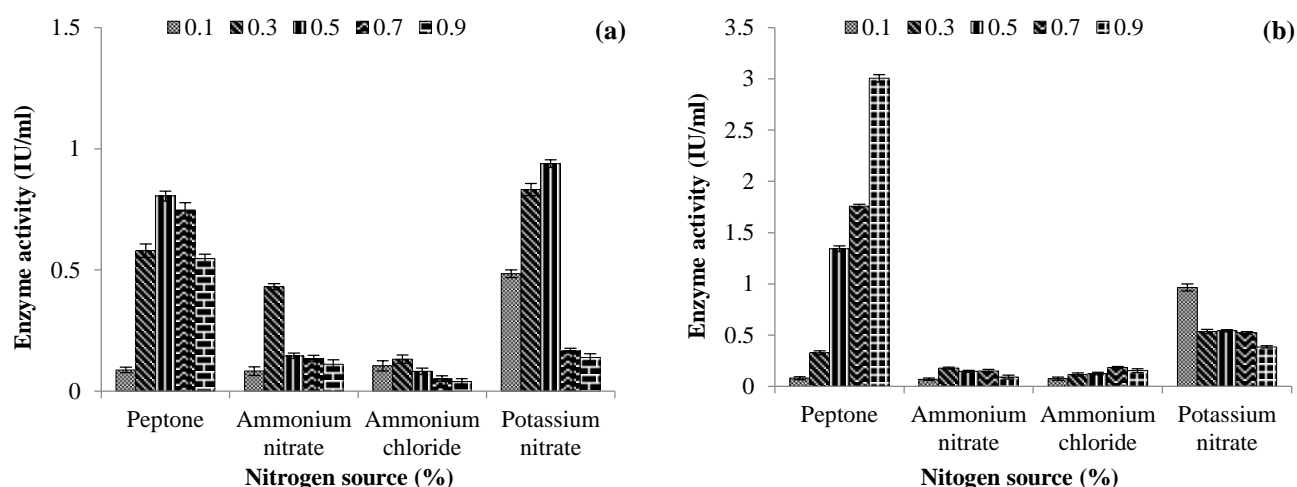 0.1 0.3 0.5 0.7 0.9
(a)
1.5
1
0.5
0
Enzyme activity (IU/ml)
Peptone
Ammonium
nitrate
Ammonium
chloride
Potassium
nitrate
Nitrogen source (%)
0.1 0.3 0.5 0.7 0.9
(b)
3.5
3
2.5
2
1.5
1
0.5
0
Enzyme activity (IU/ml)
Peptone
Ammonium
nitrate
Ammonium
chloride
Potassium
nitrate
Nitogen source (%)